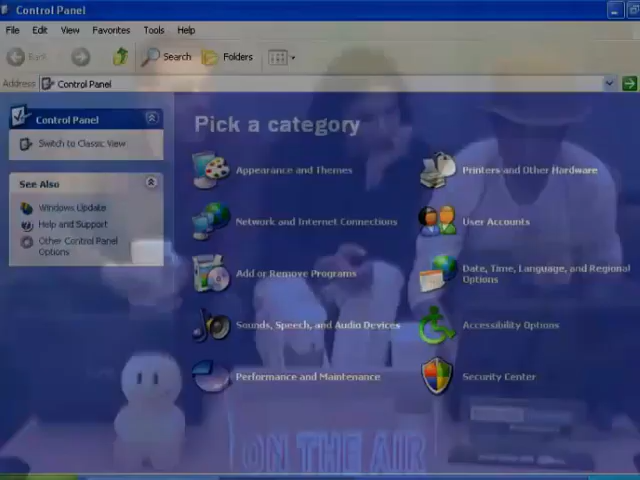 Control Panel
File Edit View Favorites Tools Help
Back Search Folders
Address Control Panel
Control Panel
Switch to Classic View
See Also
Windows Update
Help and Support
Other Control Panel
Options
Pick a category
Appearance and Themes
Printers and Other Hardware
Network and Internet Connections
User Accounts
Add or Remove Programs
Date, Time, Language, and Regional
Options
Sounds, Speech, and Audio Devices
Accessibility Options
Performance and Maintenance
Security Center
ON THE AIR